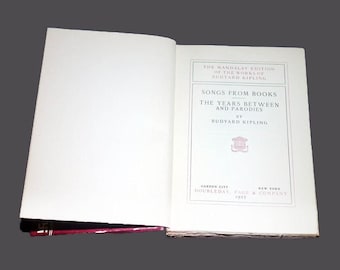 THE MANDALAY EDITION
OF THE WORKS OF
RUDYARD KIPLING
SONGS FROM BOOKS
THE YEARS BETWEEN
AND PARODIES
BY
RUDYARD KIPLING
GARDEN CITY NEW YORK
DOUBLEDAY, PAGE & COMPANY